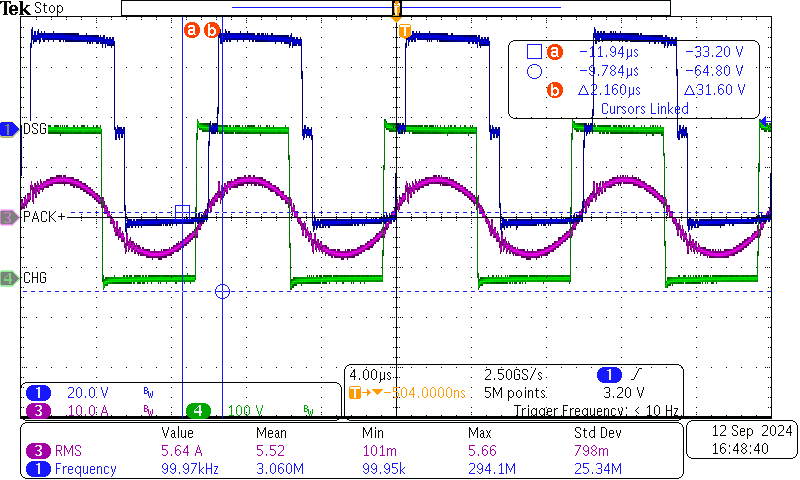 Tek Stop
T
a b
T
a -11.94µs -33.20 V
-9.784µs -64.80 V
b Δ2.160µs Δ31.60 V
Cursors Linked
1 DSG
3 PACK+
4 CHG
4.00µs 2.50GS/s 1
T -504.0000ns 5M points 3.20 V
Trigger Frequency: < 10 Hz
1 20.0 V BW
3 10.0 A BW 4 100 V BW
Value Mean Min Max Std Dev
3 RMS 5.64 A 5.52 101m 5.66 798m
1 Frequency 99.97kHz 3.060M 99.95k 294.1M 25.34M
12 Sep 2024
16:48:40